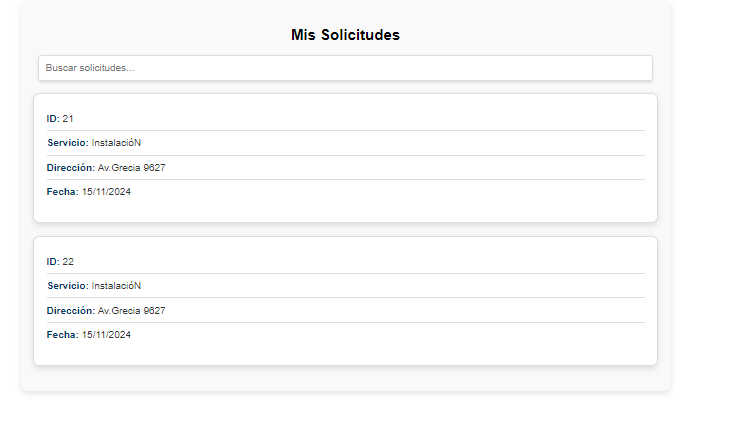 Mis Solicitudes
Buscar solicitudes...
ID: 21
Servicio: InstalacióN
Dirección: Av.Grecia 9627
Fecha: 15/11/2024
ID: 22
Servicio: InstalacióN
Dirección: Av.Grecia 9627
Fecha: 15/11/2024